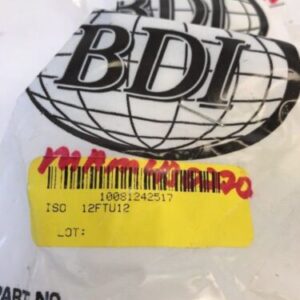 BDI
10081242517
ISO 12FTU12
LOT:
PART NO